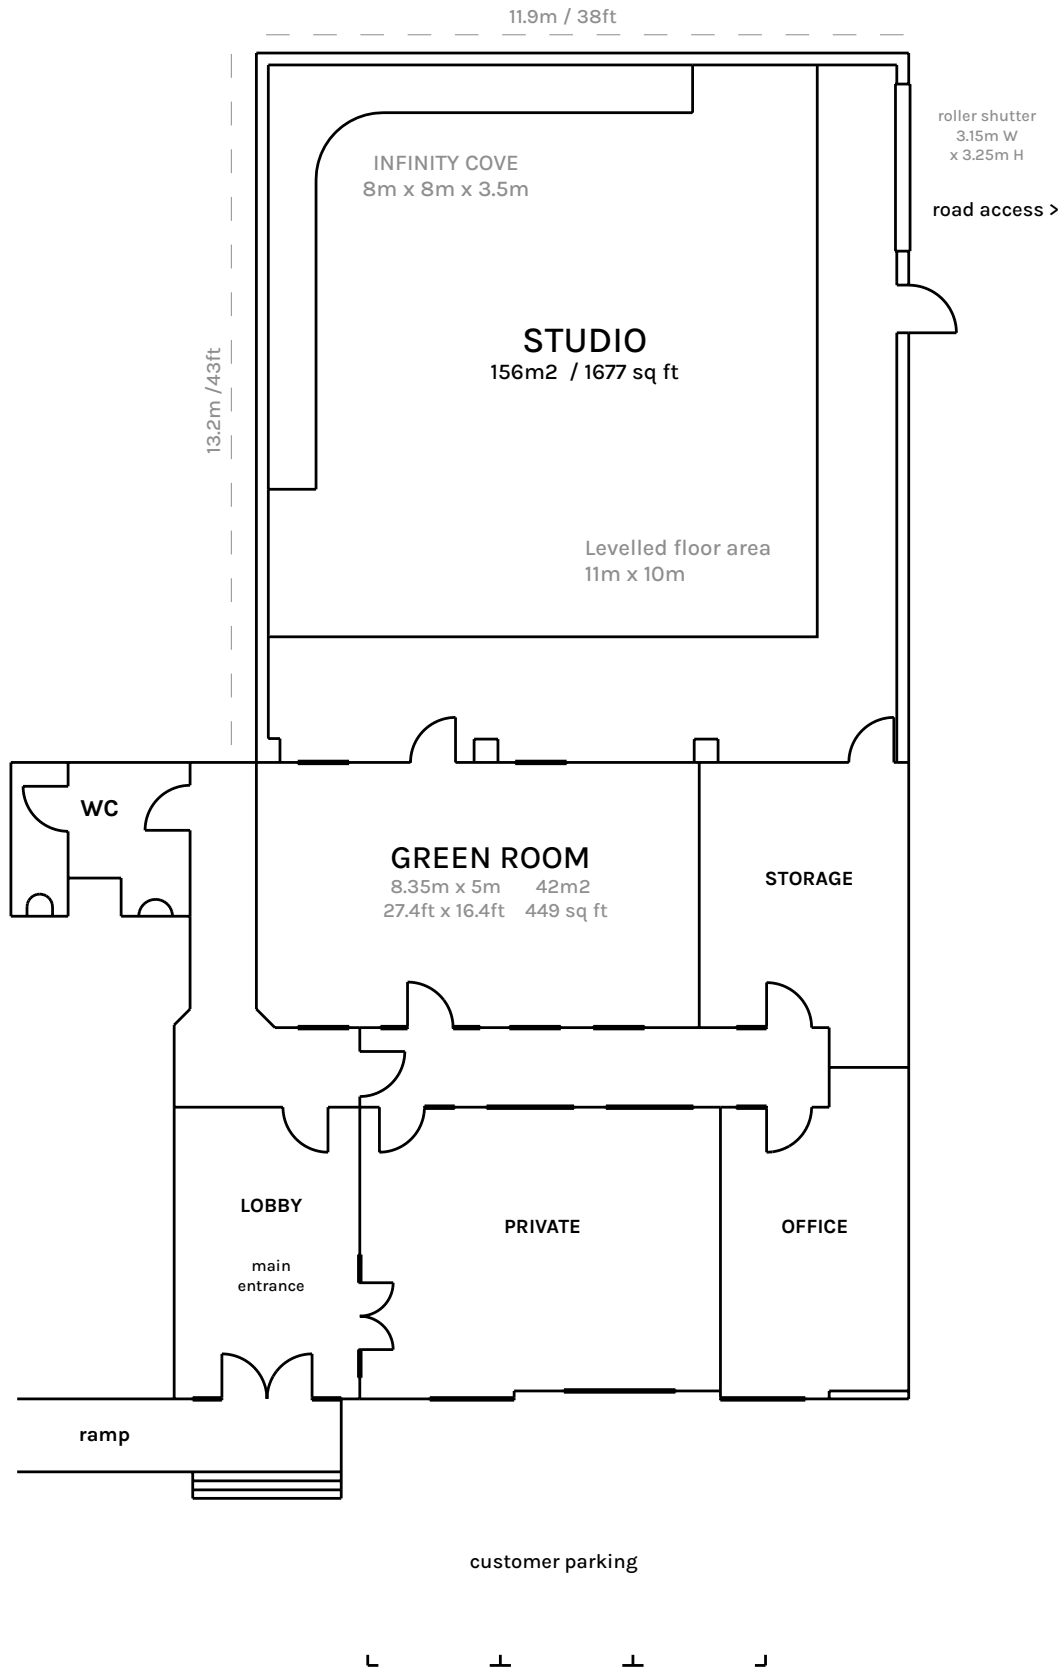 11.9m / 38ft
roller shutter
3.15m W
x 3.25m H
road access >
INFINITY COVE
8m x 8m x 3.5m
STUDIO
156m2 / 1677 sq ft
13.2m /43ft
Levelled floor area
11m x 10m
WC
GREEN ROOM
8.35m x 5m 42m2
27.4ft x 16.4ft 449 sq ft
STORAGE
LOBBY
main
entrance
PRIVATE
OFFICE
ramp
customer parking